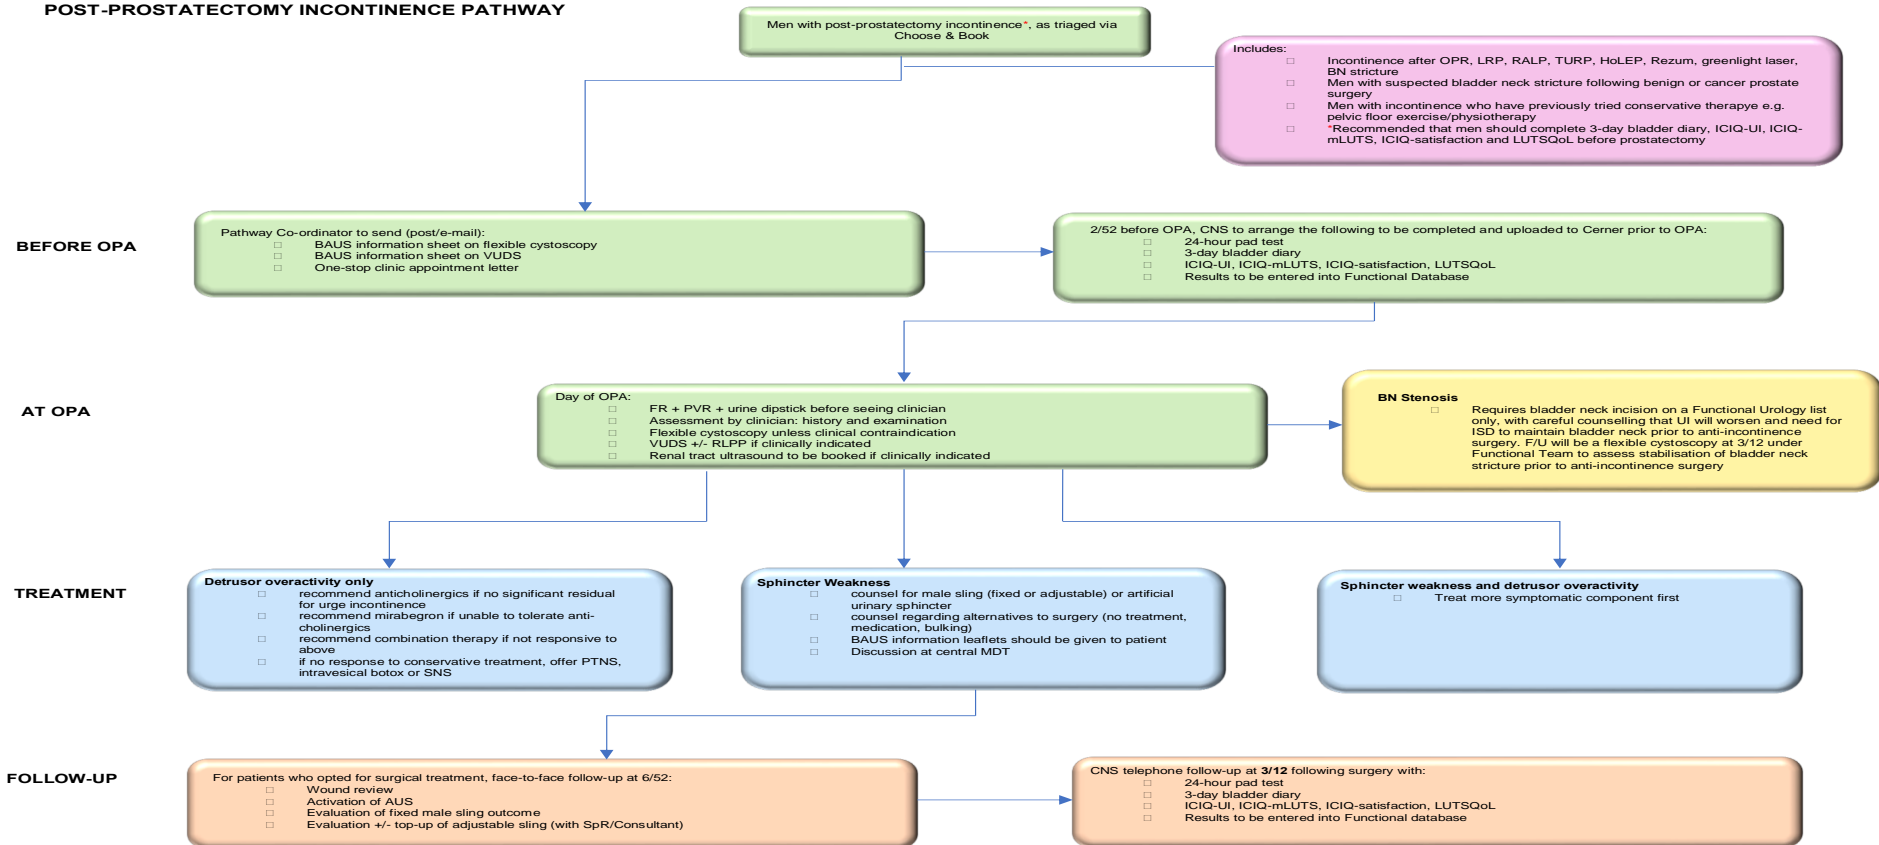 POST-PROSTATECTOMY INCONTINENCE PATHWAY
Men with post-prostatectomy incontinence*, as triaged via
Choose & Book
Includes:
Incontinence after OPR, LRP, RALP, TURP, HoLEP, Rezum, greenlight laser,
BN stricture
Men with suspected bladder neck stricture following benign or cancer prostate
surgery
Men with incontinence who have previously tried conservative therapye e.g.
pelvic floor exercise/physiotherapy
*Recommended that men should complete 3-day bladder diary, ICIQ-UI, ICIQ-
mLUTS, ICIQ-satisfaction and LUTSQoL before prostatectomy
BEFORE OPA
Pathway Co-ordinator to send (post/e-mail):
BAUS information sheet on flexible cystoscopy
BAUS information sheet on VUDS
One-stop clinic appointment letter
2/52 before OPA, CNS to arrange the following to be completed and uploaded to Cerner prior to OPA:
24-hour pad test
3-day bladder diary
ICIQ-UI, ICIQ-mLUTS, ICIQ-satisfaction, LUTSQoL
Results to be entered into Functional Database
AT OPA
Day of OPA:
FR + PVR + urine dipstick before seeing clinician
Assessment by clinician: history and examination
Flexible cystoscopy unless clinical contraindication
VUDS +/- RLPP if clinically indicated
Renal tract ultrasound to be booked if clinically indicated
BN Stenosis
Requires bladder neck incision on a Functional Urology list
only, with careful counselling that UI will worsen and need for
ISD to maintain bladder neck prior to anti-incontinence
surgery. F/U will be a flexible cystoscopy at 3/12 under
Functional Team to assess stabilisation of bladder neck
stricture prior to anti-incontinence surgery
TREATMENT
Detrusor overactivity only
recommend anticholinergics if no significant residual
for urge incontinence
recommend mirabegron if unable to tolerate anti-
cholinergics
recommend combination therapy if not responsive to
above
if no response to conservative treatment, offer PTNS,
intravesical botox or SNS
Sphincter Weakness
counsel for male sling (fixed or adjustable) or artificial
urinary sphincter
counsel regarding alternatives to surgery (no treatment,
medication, bulking)
BAUS information leaflets should be given to patient
Discussion at central MDT
Sphincter weakness and detrusor overactivity
Treat more symptomatic component first
FOLLOW-UP
For patients who opted for surgical treatment, face-to-face follow-up at 6/52:
Wound review
Activation of AUS
Evaluation of fixed male sling outcome
Evaluation +/- top-up of adjustable sling (with SpR/Consultant)
CNS telephone follow-up at 3/12 following surgery with:
24-hour pad test
3-day bladder diary
ICIQ-UI, ICIQ-mLUTS, ICIQ-satisfaction, LUTSQoL
Results to be entered into Functional database